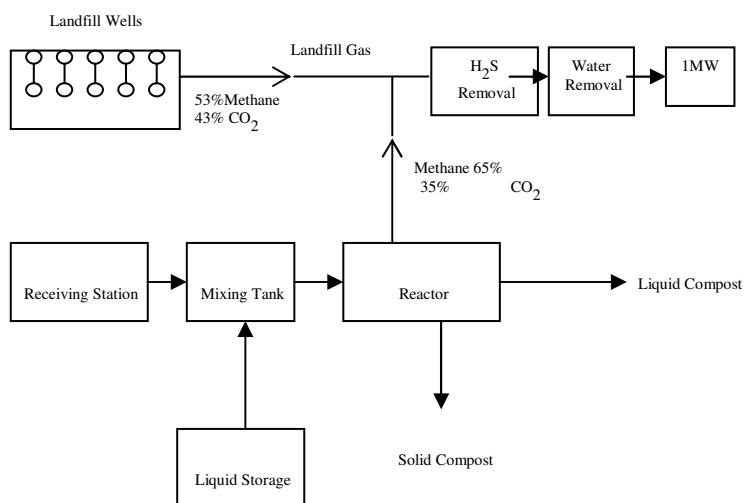 Landfill Wells
Landfill Gas
53%Methane
43% CO2
H2S
Removal
Water
Removal
1MW
Methane 65%
35% CO2
Receiving Station
Mixing Tank
Reactor
Liquid Compost
Liquid Storage
Solid Compost